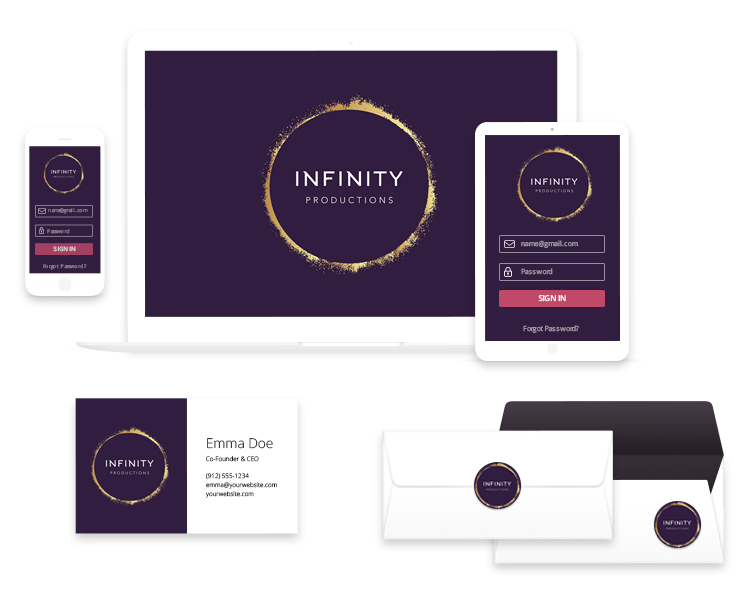 INFINITY
PRODUCTIONS
INFINITY
PRODUCTIONS
name@gmail.com
Password
SIGN IN
Forgot Password?
INFINITY
PRODUCTIONS
name@gmail.com
Password
SIGN IN
Forgot Password?
INFINITY
PRODUCTIONS
Emma Doe
Co-Founder & CEO
(912) 555-1234
emma@yourwebsite.com
yourwebsite.com
INFINITY
PRODUCTIONS
INFINITY
PRODUCTIONS